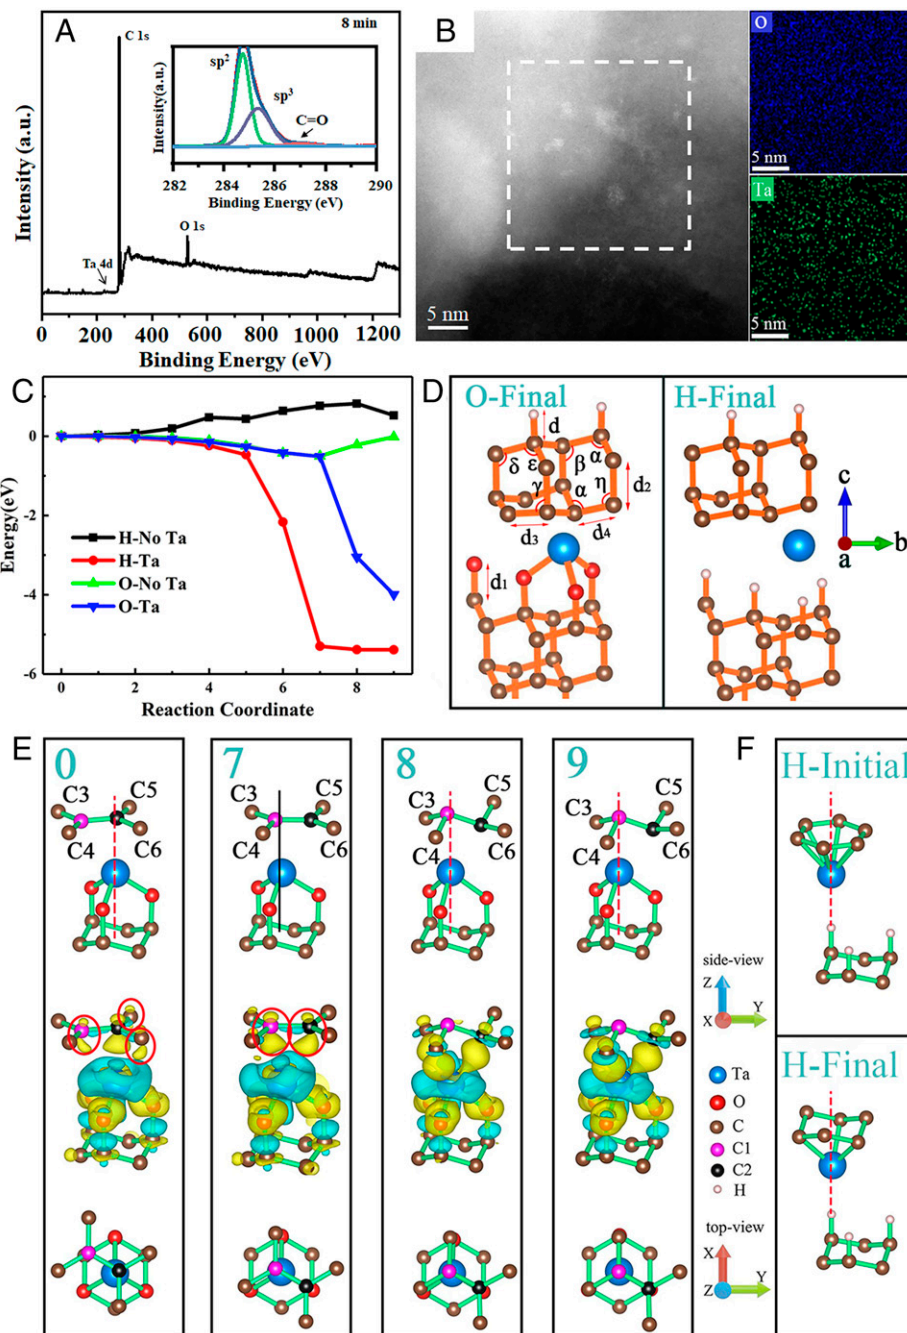 A
8 min
C 1s
sp²
sp³
C=O
Intensity(a.u.)
282 284 286 288 290
Binding Energy (eV)
O 1s
Ta 4d
Intensity (a.u.)
0 200 400 600 800 1000 1200
Binding Energy (eV)
B
5 nm
O
5 nm
Ta
5 nm
C
0
-2
-4
-6
Energy(eV)
H-No Ta
H-Ta
O-No Ta
O-Ta
0 2 4 6 8
Reaction Coordinate
D
O-Final
d
δ ε β α
γ α η
d₂
d₃ d₄
d₁
H-Final
c
b
a
E
0
C3 C5
C4 C6
7
C3 C5
C4 C6
8
C3 C5
C4 C6
9
C3 C5
C4 C6
side-view
Z
X Y
Ta
O
C
C1
C2
H
top-view
X
Z Y
F
H-Initial
H-Final